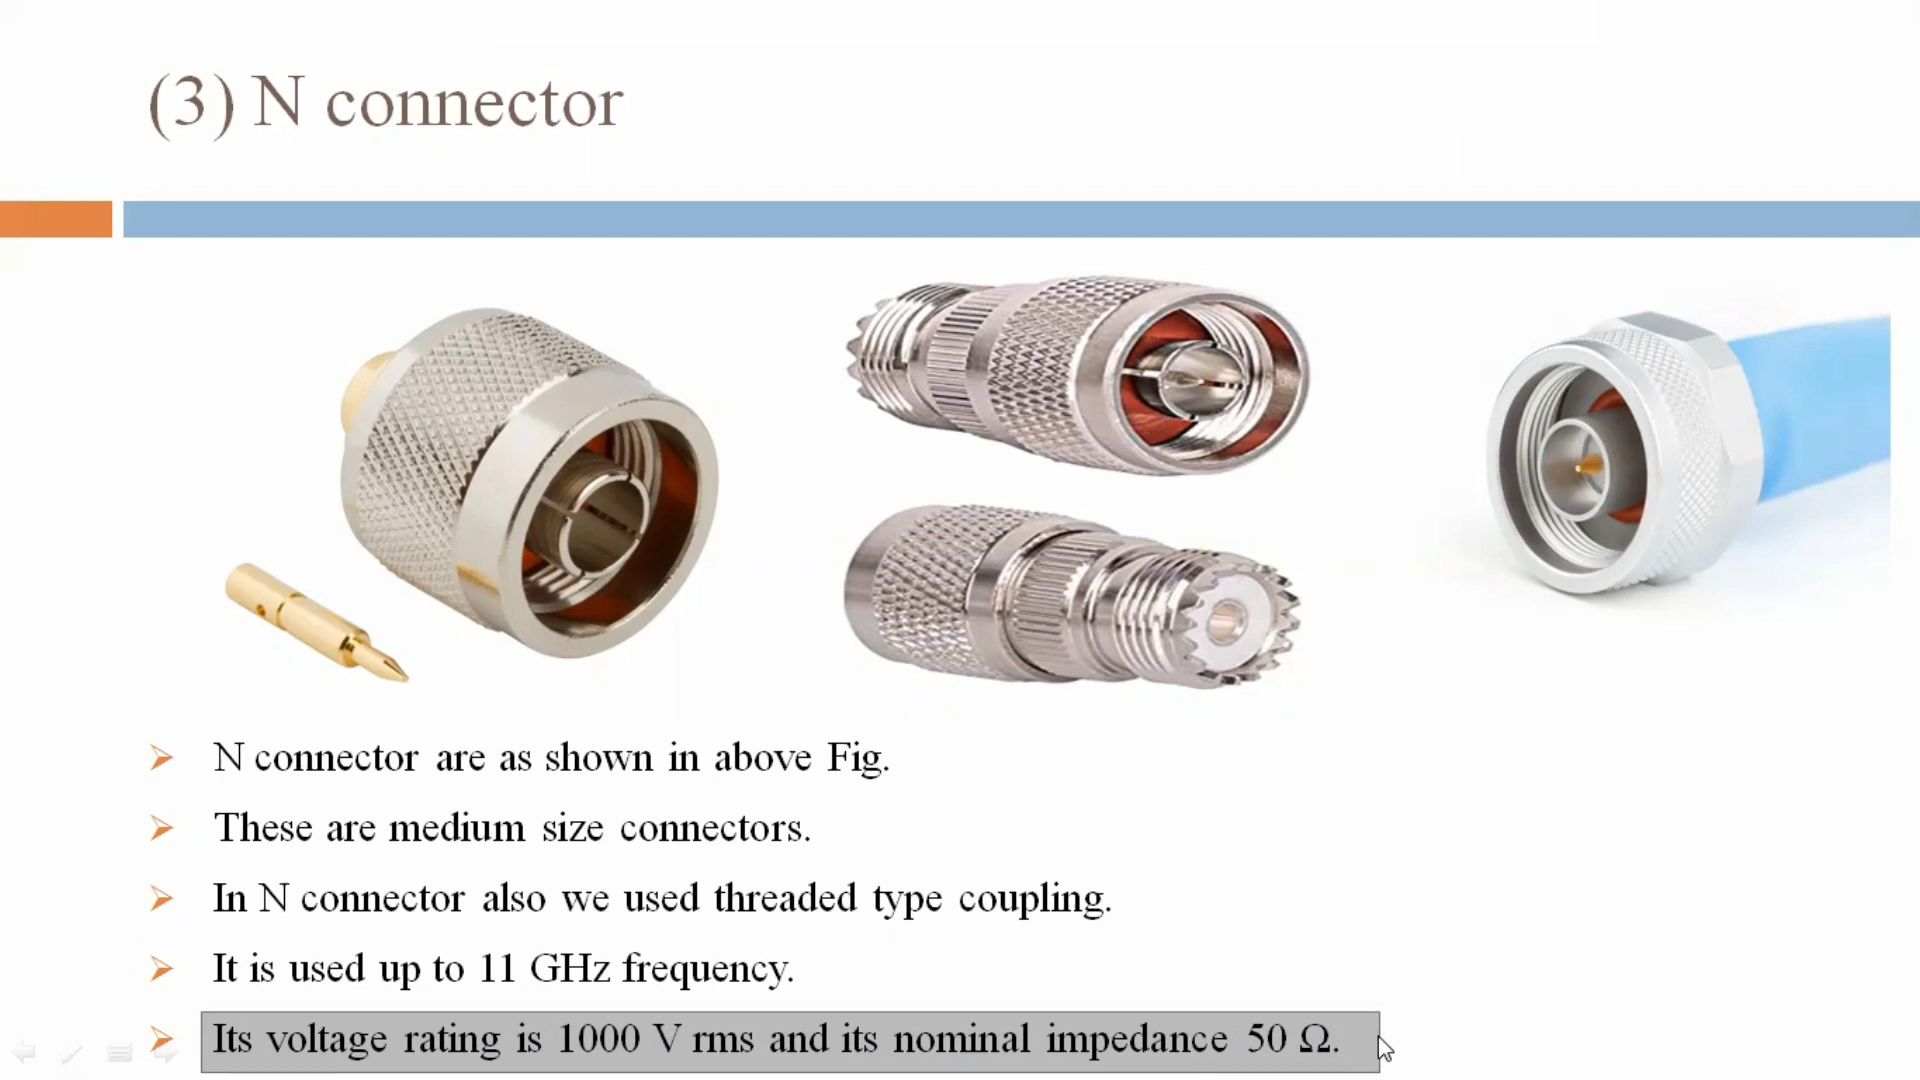 (3) N connector
N connector are as shown in above Fig.
These are medium size connectors.
In N connector also we used threaded type coupling.
It is used up to 11 GHz frequency.
Its voltage rating is 1000 V rms and its nominal impedance 50 Ω.